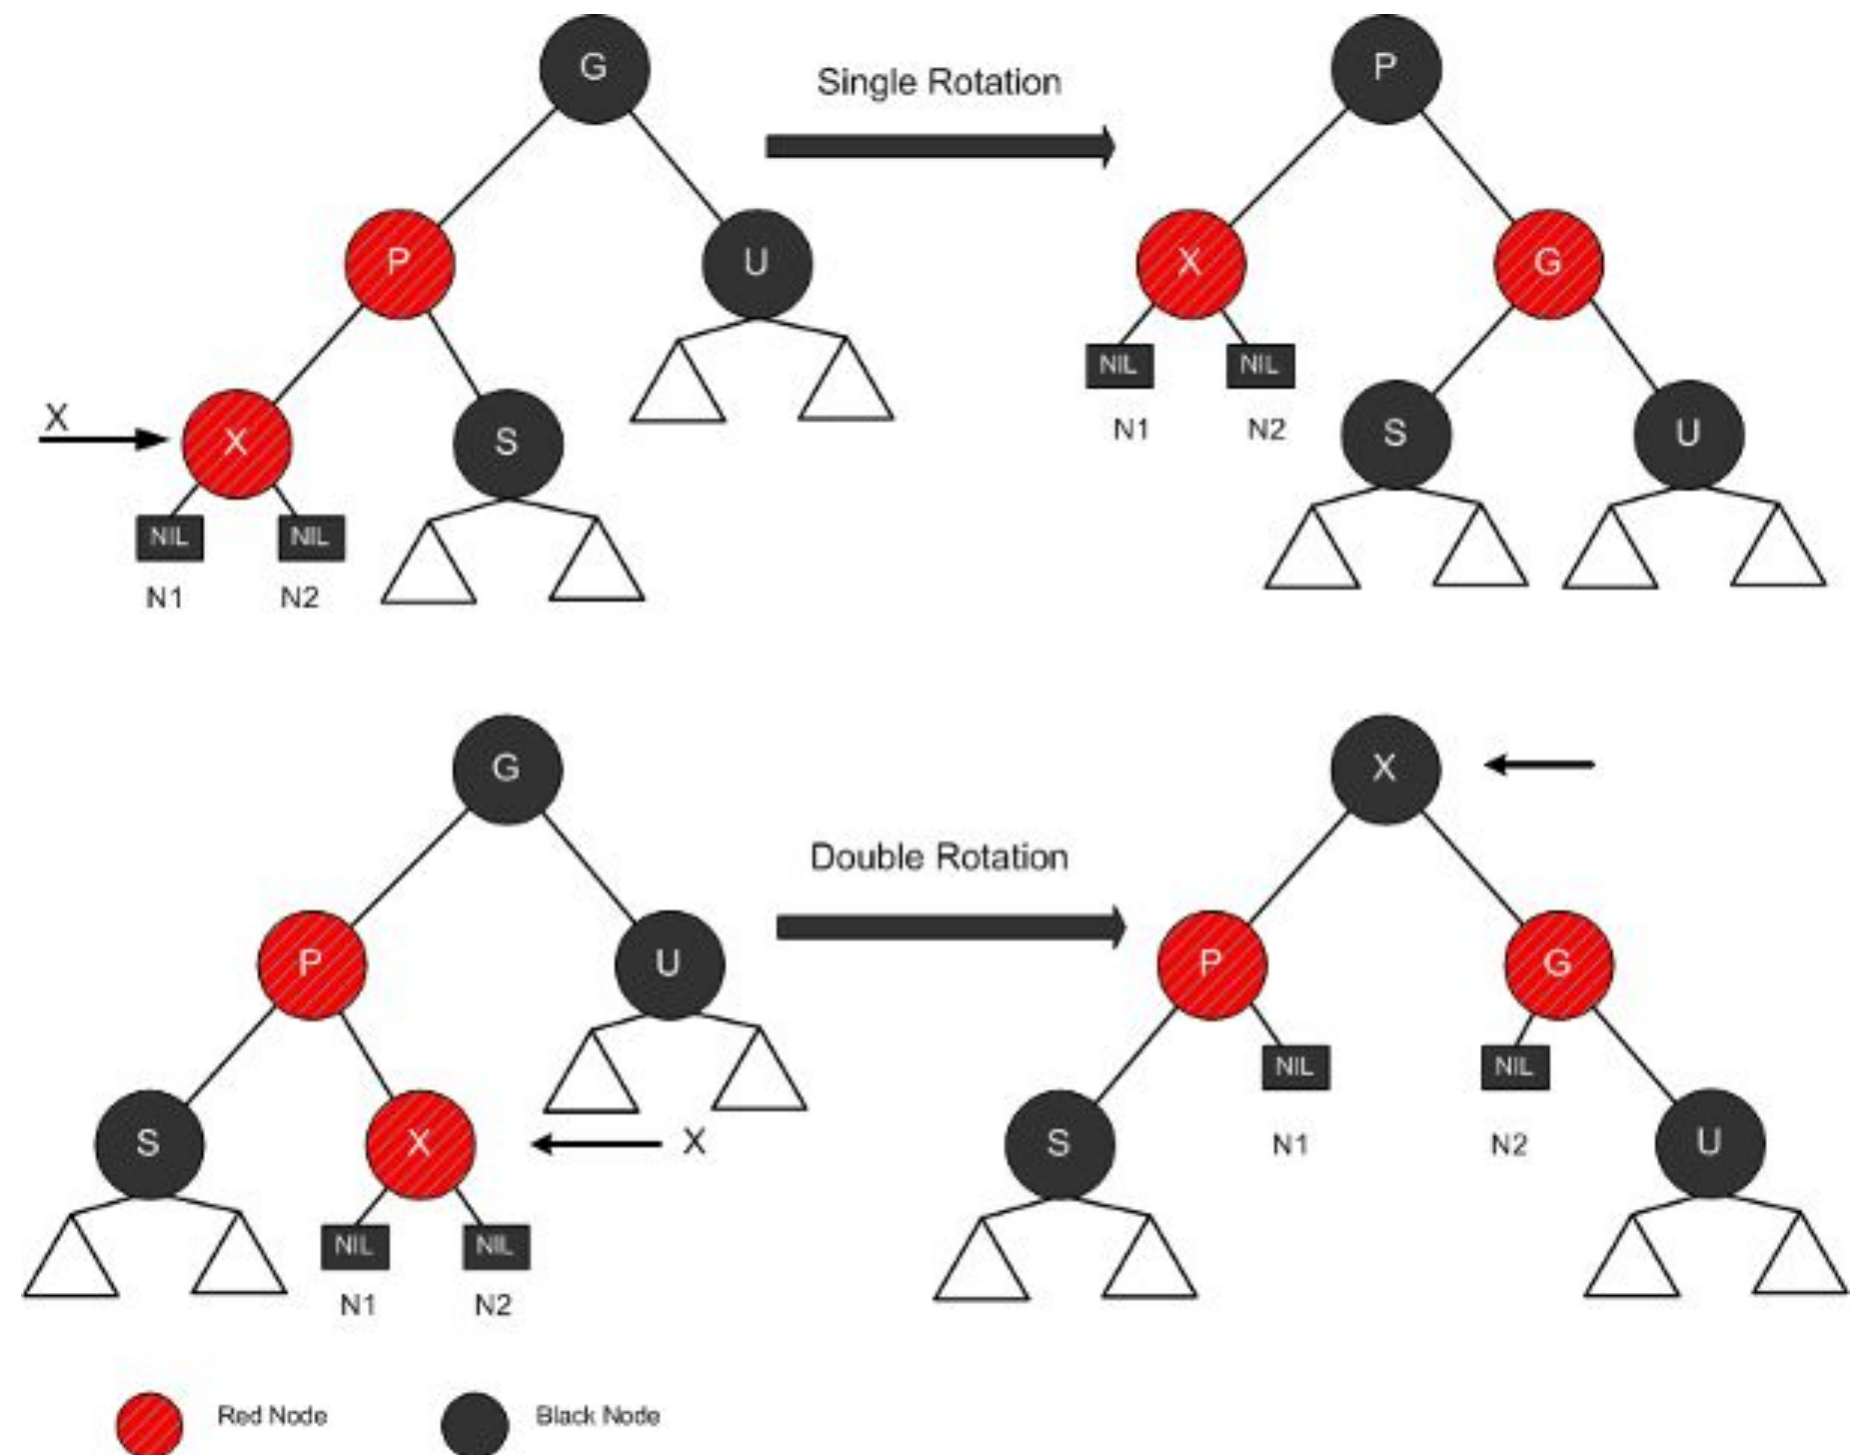 G
Single Rotation
P
P
U
X
G
X
X
S
NIL
NIL
N1
N2
NIL
NIL
N1
N2
S
U
G
Double Rotation
X
P
U
P
G
S
X
X
NIL
NIL
N1
N2
NIL
NIL
N1
N2
S
U
Red Node
Black Node